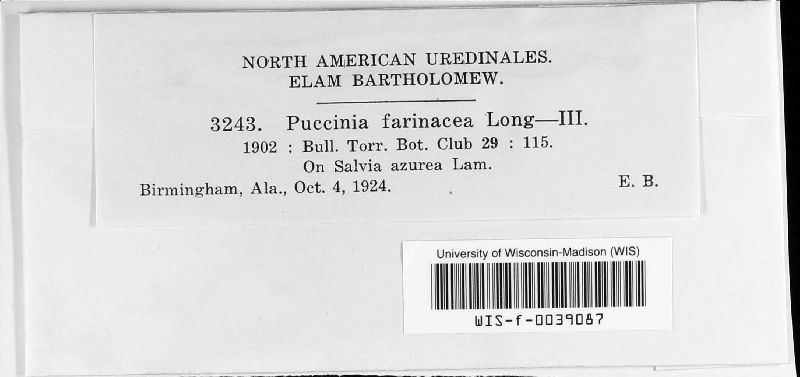 NORTH AMERICAN UREDINALES.
ELAM BARTHOLOMEW.
3243. Puccinia farinacea Long—III.
1902 : Bull. Torr. Bot. Club 29 : 115.
On Salvia azurea Lam.
Birmingham, Ala., Oct. 4, 1924. E. B.
University of Wisconsin-Madison (WIS)
WIS-f-0039087